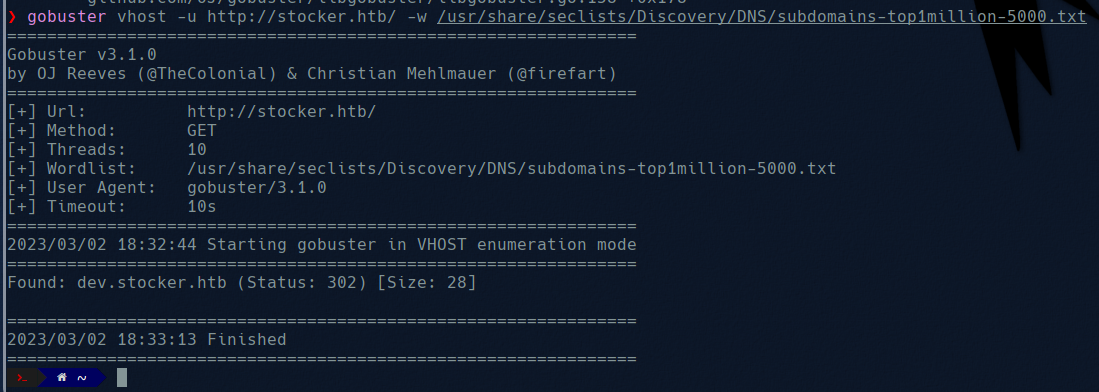 ❯ gobuster vhost -u http://stocker.htb/ -w /usr/share/seclists/Discovery/DNS/subdomains-top1million-5000.txt
===============================================================
Gobuster v3.1.0
by OJ Reeves (@TheColonial) & Christian Mehlmauer (@firefart)
===============================================================
[+] Url:          http://stocker.htb/
[+] Method:       GET
[+] Threads:      10
[+] Wordlist:     /usr/share/seclists/Discovery/DNS/subdomains-top1million-5000.txt
[+] User Agent:   gobuster/3.1.0
[+] Timeout:      10s
===============================================================
2023/03/02 18:32:44 Starting gobuster in VHOST enumeration mode
===============================================================
Found: dev.stocker.htb (Status: 302) [Size: 28]
===============================================================
2023/03/02 18:33:13 Finished
===============================================================
>_ ~